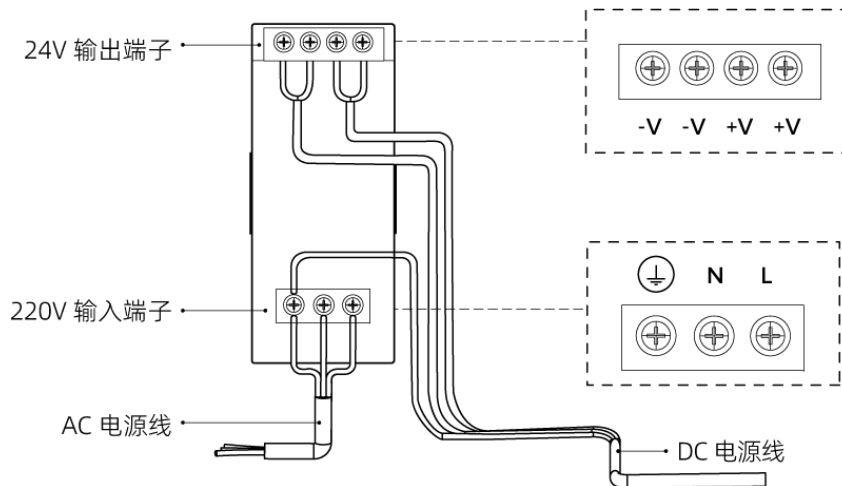 24V 输出端子
-V -V +V +V
N L
220V 输入端子
AC 电源线
DC 电源线